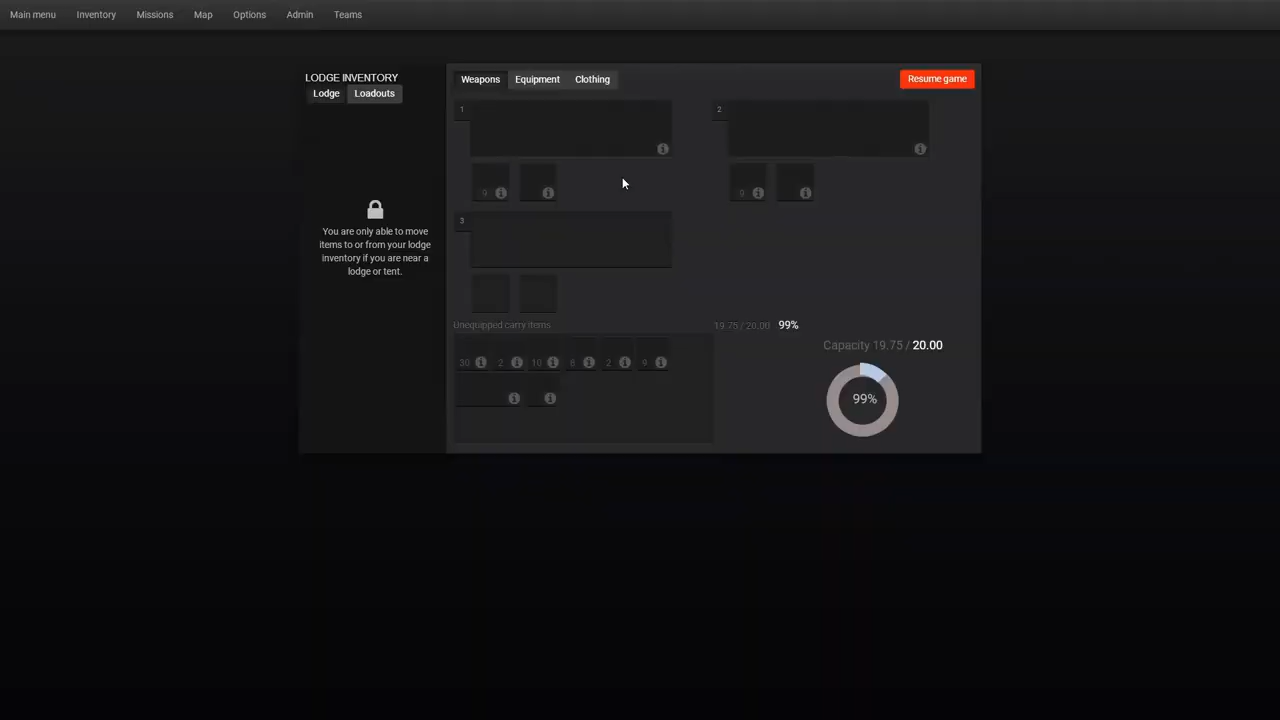 Main menu Inventory Missions Map Options Admin Teams
LODGE INVENTORY
Lodge Loadouts
You are only able to move
items to or from your lodge
inventory if you are near a
lodge or tent.
Weapons Equipment Clothing
Resume game
1
2
9
9
3
Unequipped carry items
19.75 / 20.00 99%
30 2 10 8 2 9
Capacity 19.75 / 20.00
99%